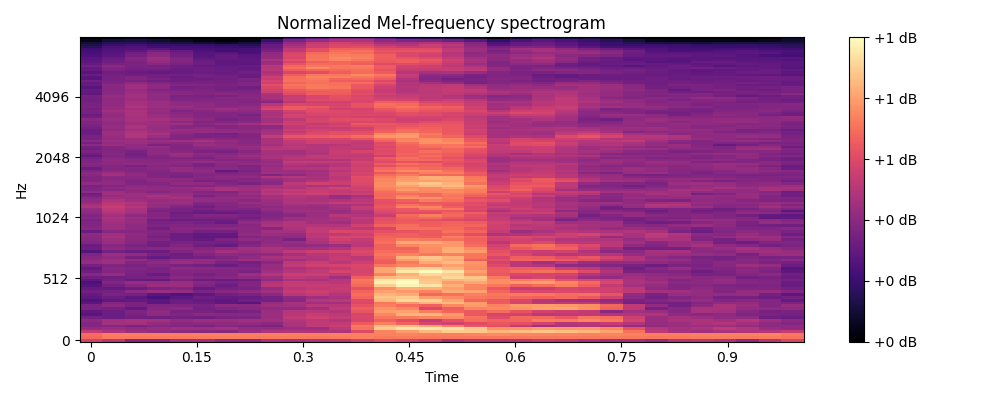 Normalized Mel-frequency spectrogram
Hz
4096
2048
1024
512
0
0 0.15 0.3 0.45 0.6 0.75 0.9
Time
+1 dB
+1 dB
+1 dB
+0 dB
+0 dB
+0 dB